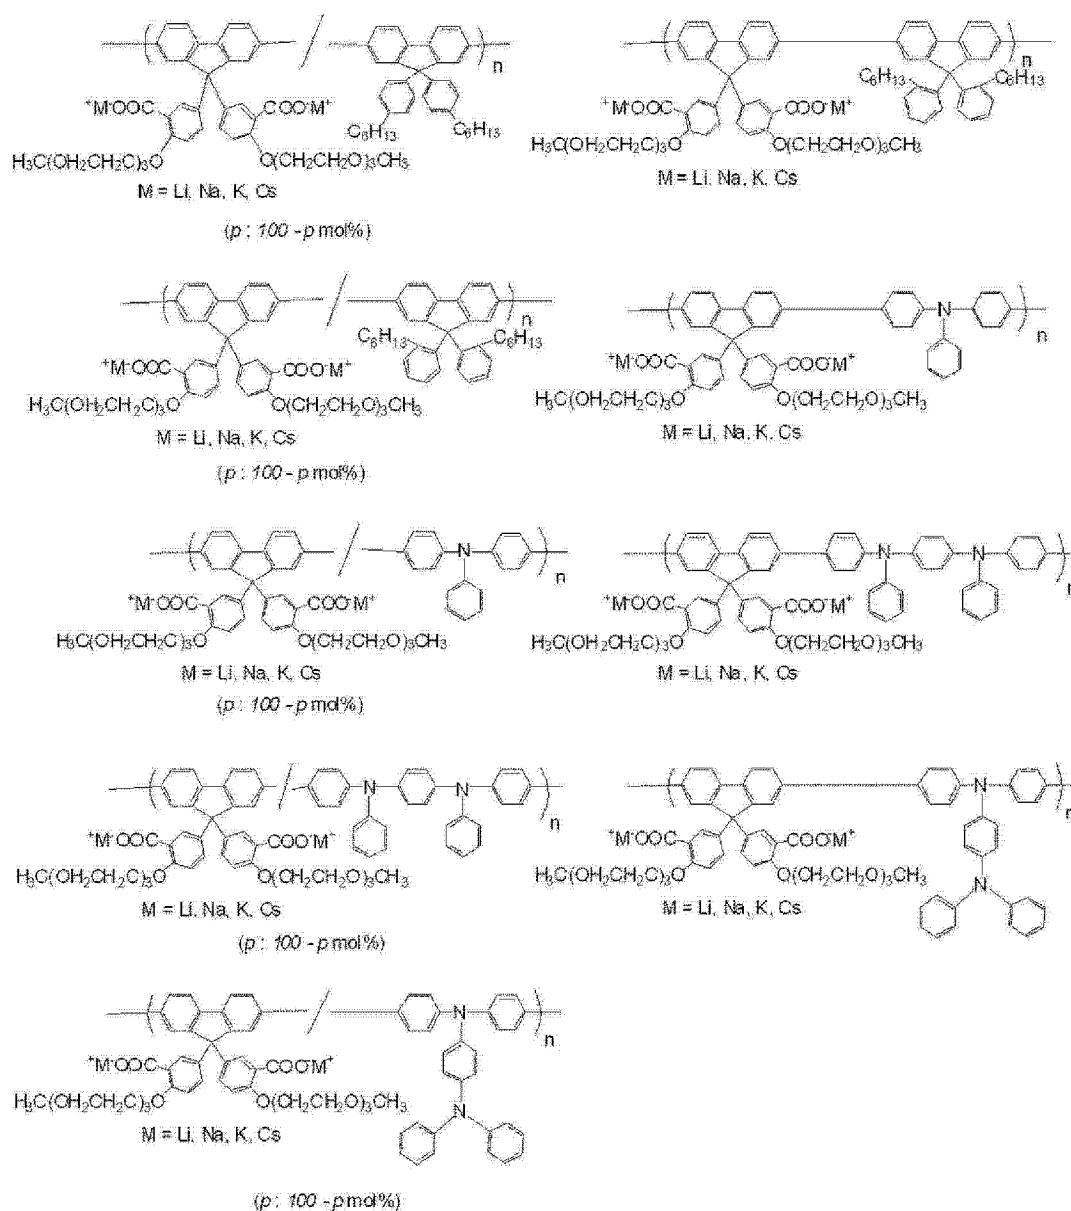 n
⁺M⁻OOC COO⁻M⁺ C₆H₁₃ C₆H₁₃
H₃C(OH₂CH₂C)₃O O(CH₂CH₂O)₃CH₃
M = Li, Na, K, Cs
(p : 100 - p mol%)
n
C₆H₁₃ C₆H₁₃
⁺M⁻OOC COO⁻M⁺
H₃C(OH₂CH₂C)₃O O(CH₂CH₂O)₃CH₃
M = Li, Na, K, Cs
n
C₆H₁₃ C₆H₁₃
⁺M⁻OOC COO⁻M⁺
H₃C(OH₂CH₂C)₃O O(CH₂CH₂O)₃CH₃
M = Li, Na, K, Cs
(p : 100 - p mol%)
N
n
⁺M⁻OOC COO⁻M⁺
H₃C(OH₂CH₂C)₃O O(CH₂CH₂O)₃CH₃
M = Li, Na, K, Cs
N
n
⁺M⁻OOC COO⁻M⁺
H₃C(OH₂CH₂C)₃O O(CH₂CH₂O)₃CH₃
M = Li, Na, K, Cs
(p : 100 - p mol%)
N N
n
⁺M⁻OOC COO⁻M⁺
H₃C(OH₂CH₂C)₃O O(CH₂CH₂O)₃CH₃
M = Li, Na, K, Cs
N N
n
⁺M⁻OOC COO⁻M⁺
H₃C(OH₂CH₂C)₃O O(CH₂CH₂O)₃CH₃
M = Li, Na, K, Cs
(p : 100 - p mol%)
N
n
⁺M⁻OOC COO⁻M⁺
H₃C(OH₂CH₂C)₃O O(CH₂CH₂O)₃CH₃
M = Li, Na, K, Cs
N
N
n
⁺M⁻OOC COO⁻M⁺
H₃C(OH₂CH₂C)₃O O(CH₂CH₂O)₃CH₃
N
M = Li, Na, K, Cs
(p : 100 - p mol%)